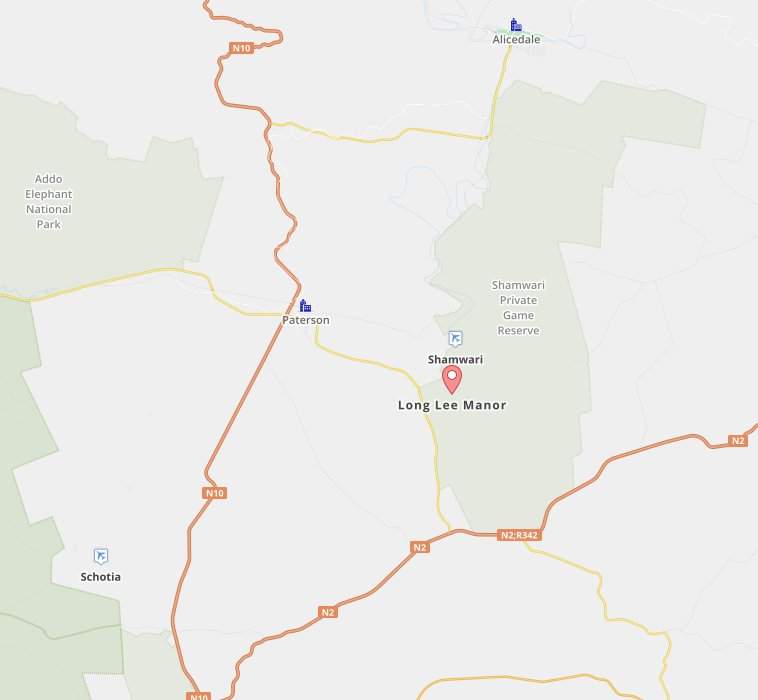 Alicedale
N10
Addo
Elephant
National
Park
Shamwari
Private
Game
Reserve
Paterson
Shamwari
Long Lee Manor
N2
N10
N2;R342
N2
Schotia
N2
N10